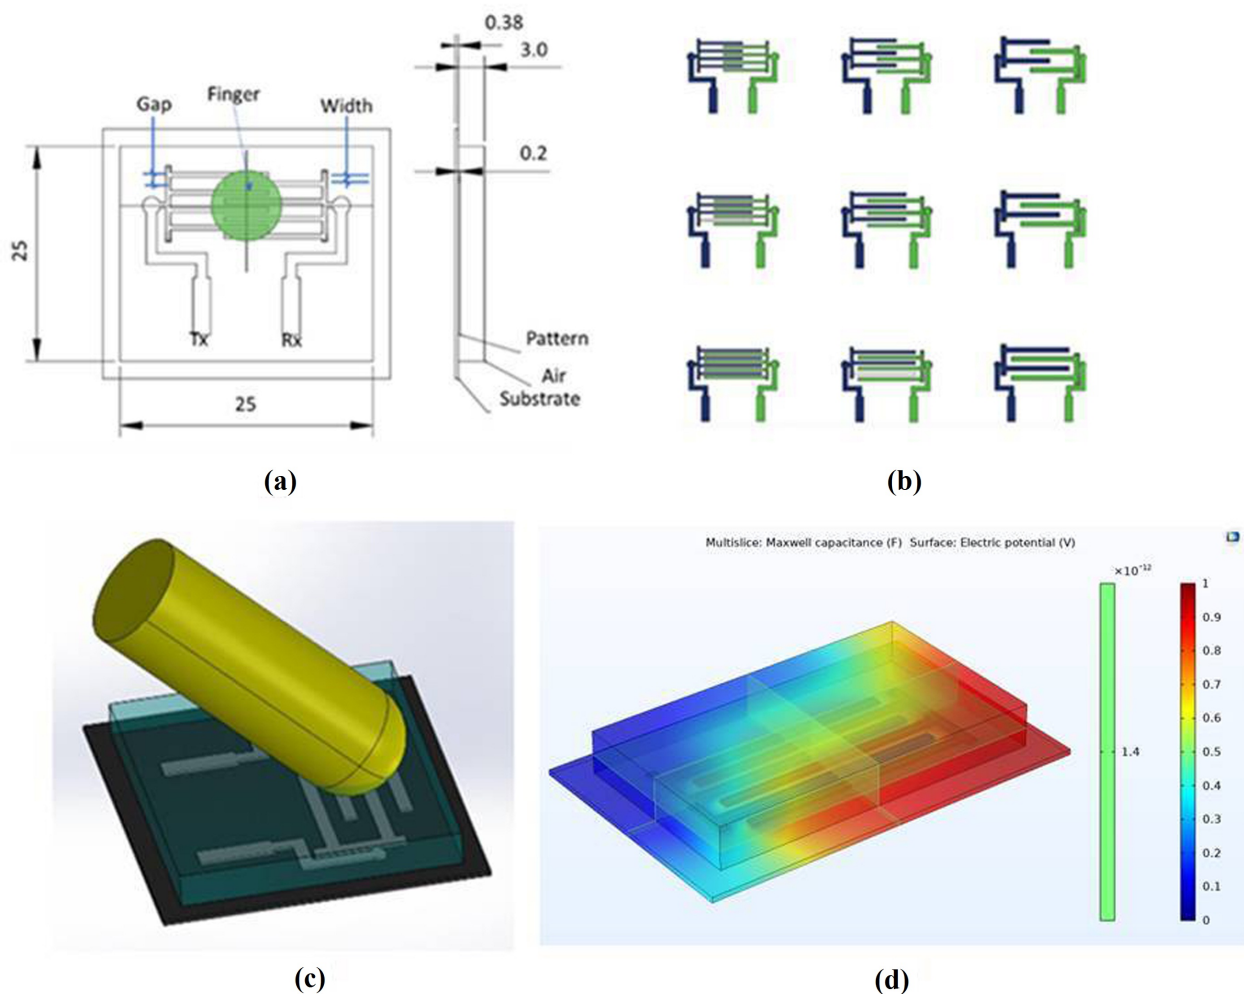 0.38
3.0
Gap
Finger
Width
0.2
25
Tx
Rx
Pattern
Air
Substrate
25
(a)
(b)
Multislice: Maxwell capacitance (F) Surface: Electric potential (V)
×10⁻¹²
1.4
1
0.9
0.8
0.7
0.6
0.5
0.4
0.3
0.2
0.1
0
(c)
(d)